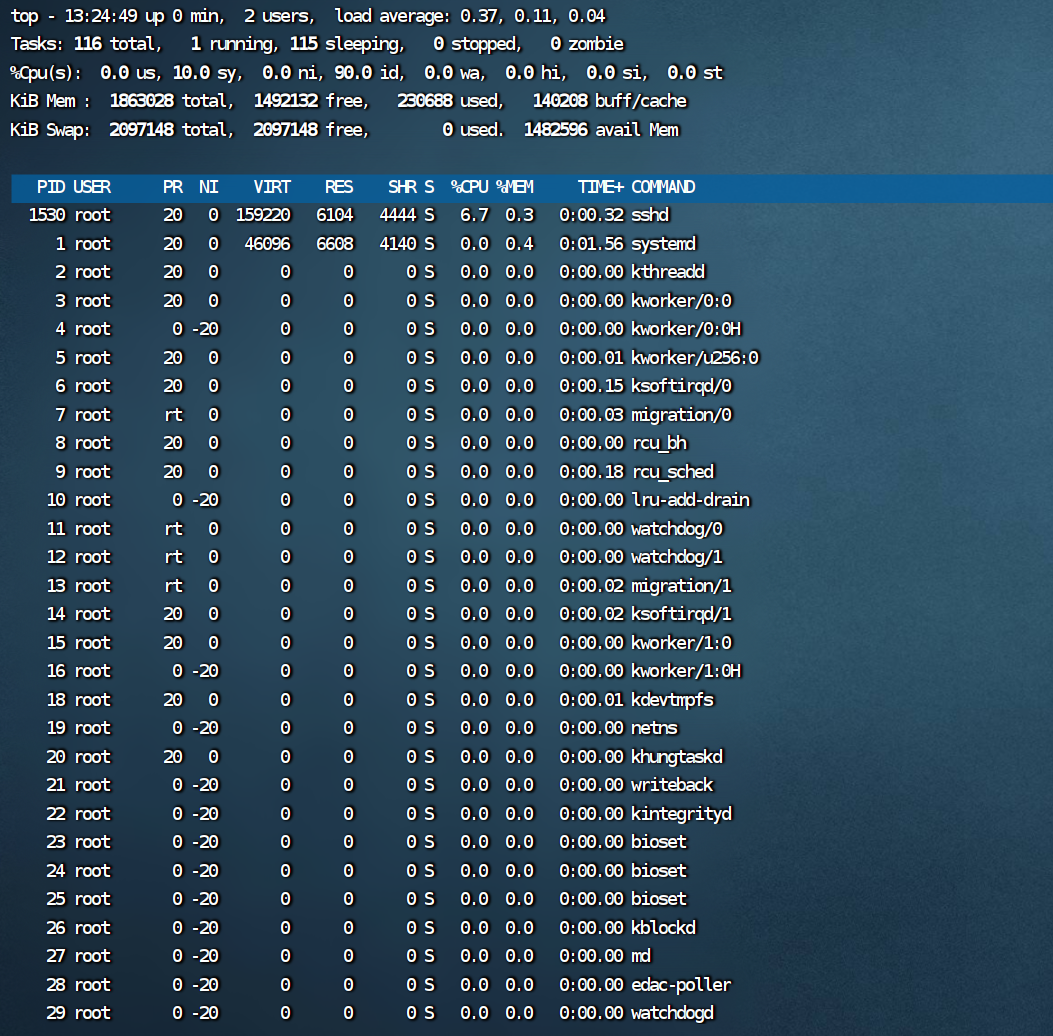 top - 13:24:49 up 0 min,  2 users,  load average: 0.37, 0.11, 0.04
Tasks: 116 total,   1 running, 115 sleeping,   0 stopped,   0 zombie
%Cpu(s):  0.0 us, 10.0 sy,  0.0 ni, 90.0 id,  0.0 wa,  0.0 hi,  0.0 si,  0.0 st
KiB Mem :  1863028 total,  1492132 free,   230688 used,   140208 buff/cache
KiB Swap:  2097148 total,  2097148 free,        0 used.  1482596 avail Mem
PID USER      PR  NI    VIRT    RES    SHR S  %CPU %MEM     TIME+ COMMAND
1530 root      20   0  159220   6104   4444 S   6.7  0.3   0:00.32 sshd
1 root      20   0   46096   6608   4140 S   0.0  0.4   0:01.56 systemd
2 root      20   0       0      0      0 S   0.0  0.0   0:00.00 kthreadd
3 root      20   0       0      0      0 S   0.0  0.0   0:00.00 kworker/0:0
4 root       0 -20       0      0      0 S   0.0  0.0   0:00.00 kworker/0:0H
5 root      20   0       0      0      0 S   0.0  0.0   0:00.01 kworker/u256:0
6 root      20   0       0      0      0 S   0.0  0.0   0:00.15 ksoftirqd/0
7 root      rt   0       0      0      0 S   0.0  0.0   0:00.03 migration/0
8 root      20   0       0      0      0 S   0.0  0.0   0:00.00 rcu_bh
9 root      20   0       0      0      0 S   0.0  0.0   0:00.18 rcu_sched
10 root       0 -20       0      0      0 S   0.0  0.0   0:00.00 lru-add-drain
11 root      rt   0       0      0      0 S   0.0  0.0   0:00.00 watchdog/0
12 root      rt   0       0      0      0 S   0.0  0.0   0:00.00 watchdog/1
13 root      rt   0       0      0      0 S   0.0  0.0   0:00.02 migration/1
14 root      20   0       0      0      0 S   0.0  0.0   0:00.02 ksoftirqd/1
15 root      20   0       0      0      0 S   0.0  0.0   0:00.00 kworker/1:0
16 root       0 -20       0      0      0 S   0.0  0.0   0:00.00 kworker/1:0H
18 root      20   0       0      0      0 S   0.0  0.0   0:00.01 kdevtmpfs
19 root       0 -20       0      0      0 S   0.0  0.0   0:00.00 netns
20 root      20   0       0      0      0 S   0.0  0.0   0:00.00 khungtaskd
21 root       0 -20       0      0      0 S   0.0  0.0   0:00.00 writeback
22 root       0 -20       0      0      0 S   0.0  0.0   0:00.00 kintegrityd
23 root       0 -20       0      0      0 S   0.0  0.0   0:00.00 bioset
24 root       0 -20       0      0      0 S   0.0  0.0   0:00.00 bioset
25 root       0 -20       0      0      0 S   0.0  0.0   0:00.00 bioset
26 root       0 -20       0      0      0 S   0.0  0.0   0:00.00 kblockd
27 root       0 -20       0      0      0 S   0.0  0.0   0:00.00 md
28 root       0 -20       0      0      0 S   0.0  0.0   0:00.00 edac-poller
29 root       0 -20       0      0      0 S   0.0  0.0   0:00.00 watchdogd